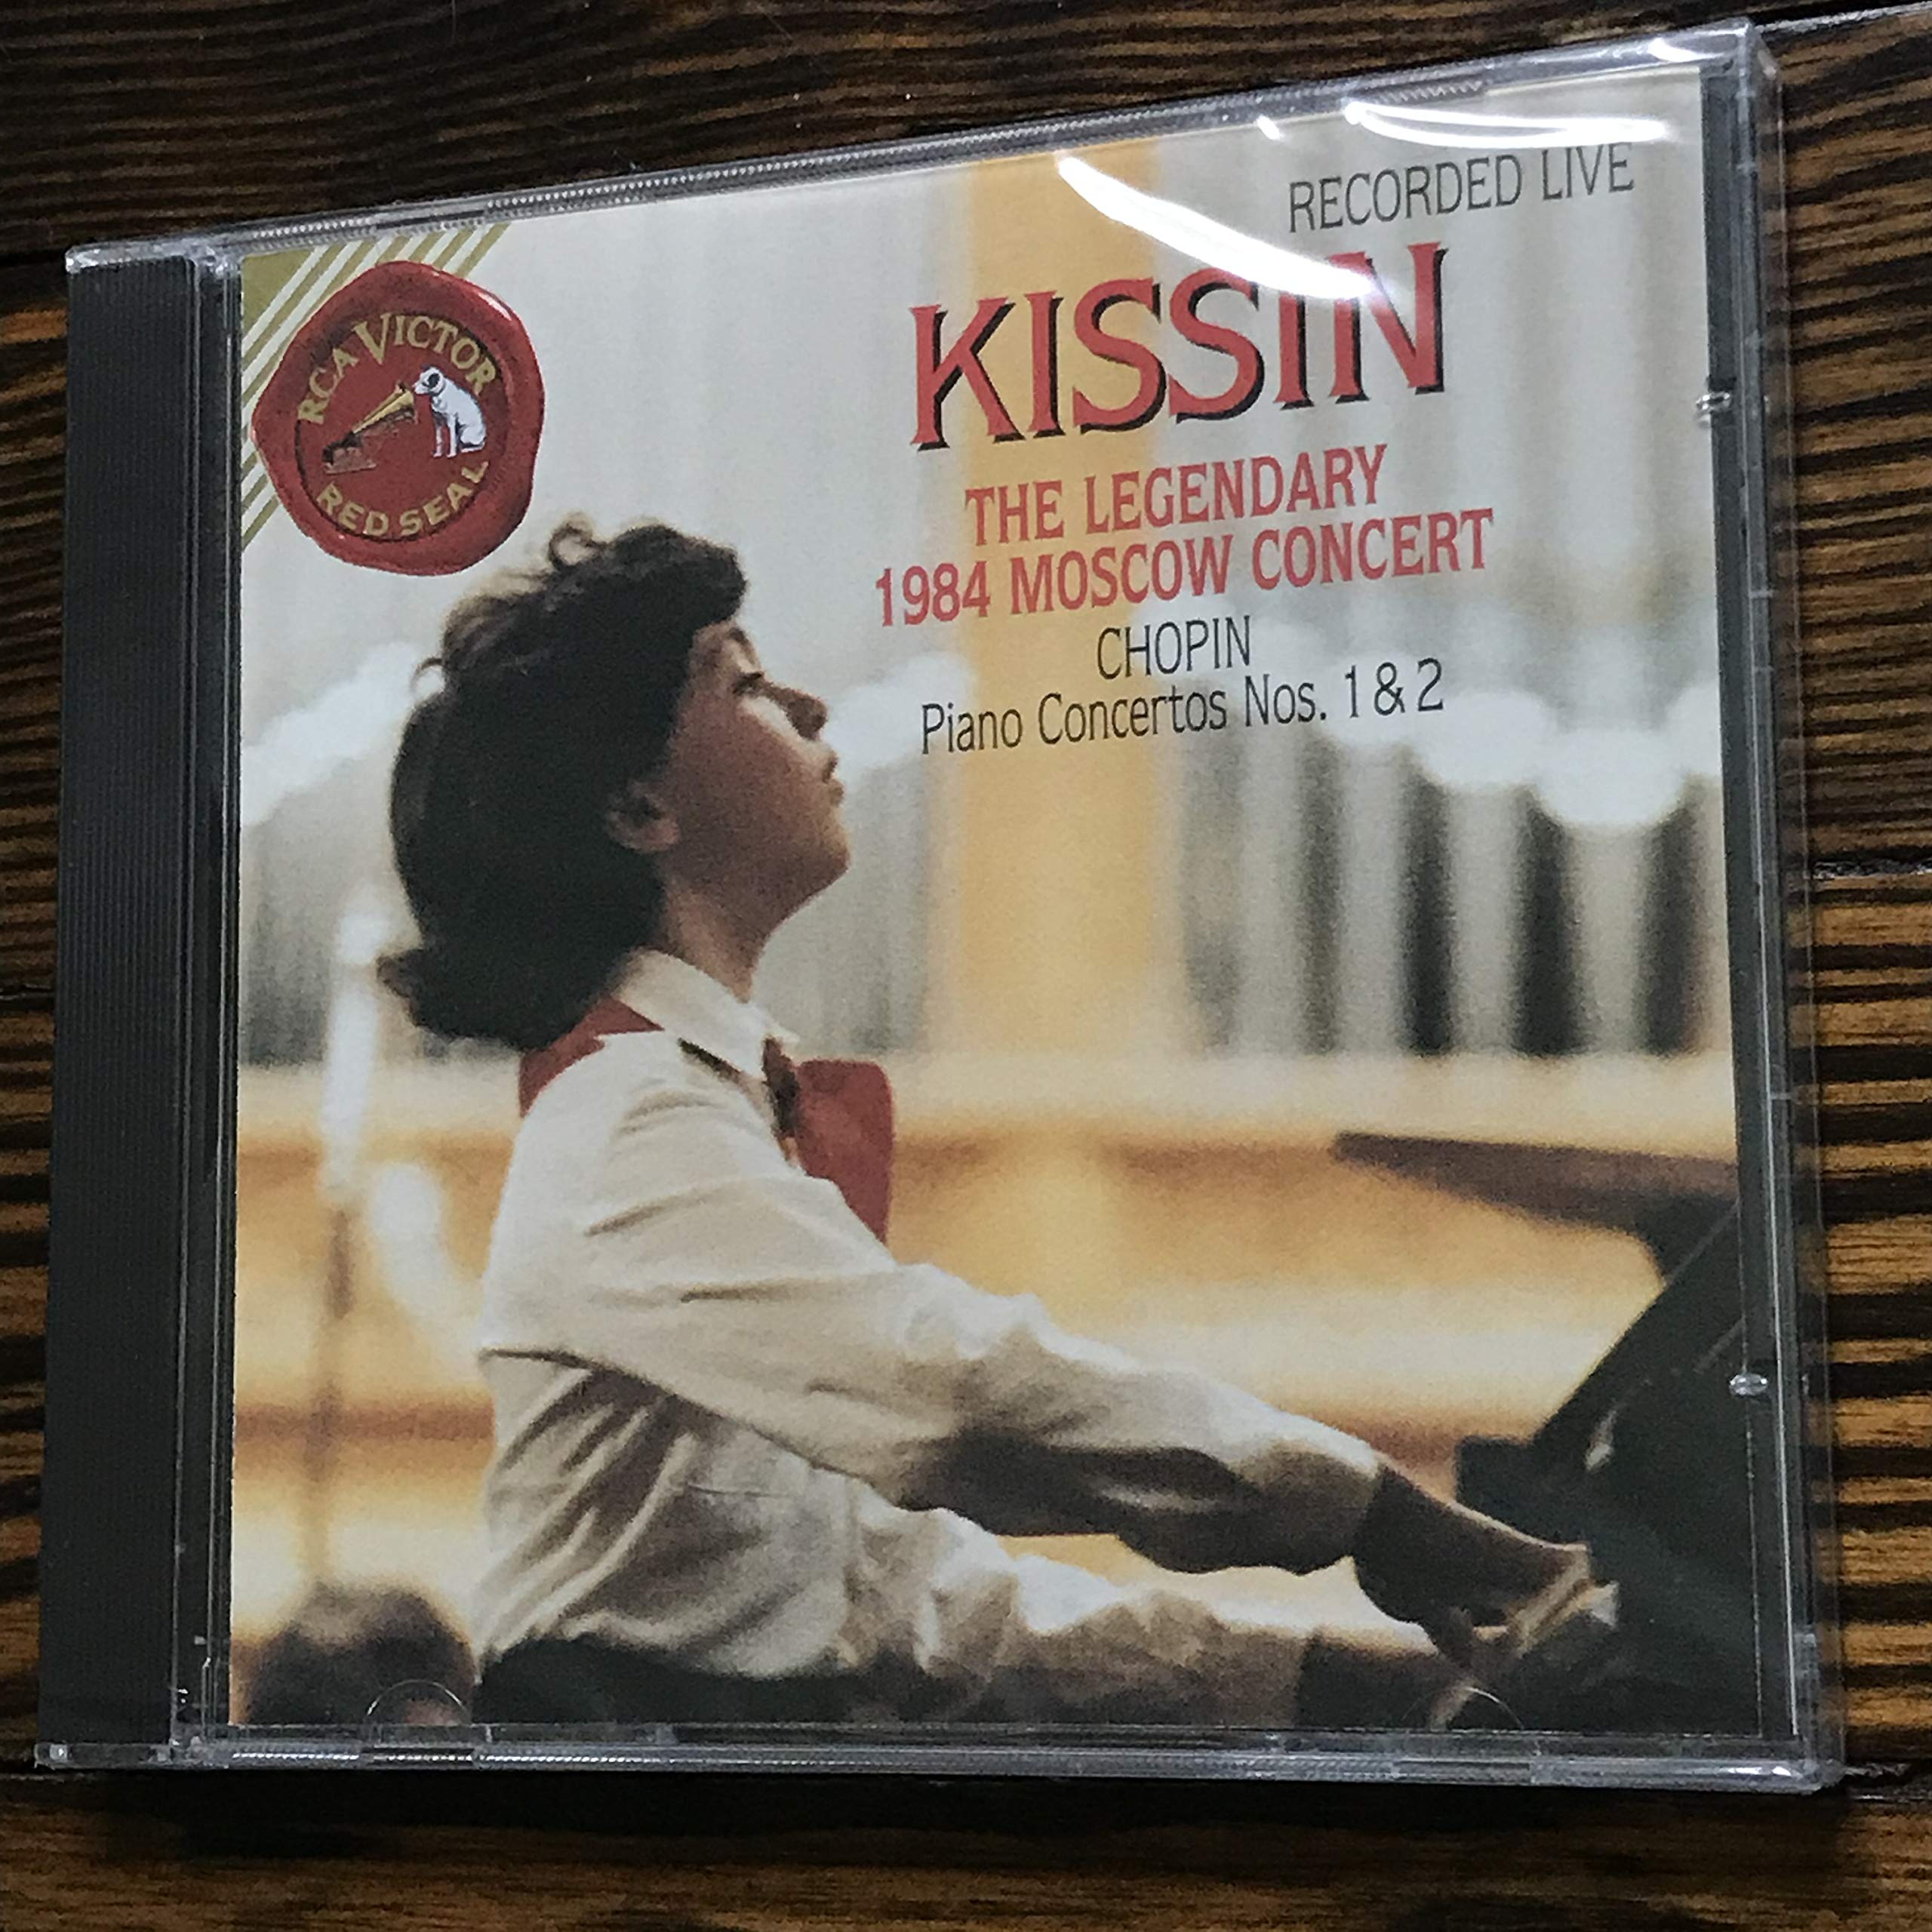 RECORDED LIVE
RCA VICTOR
RED SEAL
KISSIN
THE LEGENDARY
1984 MOSCOW CONCERT
CHOPIN
Piano Concertos Nos. 1 & 2